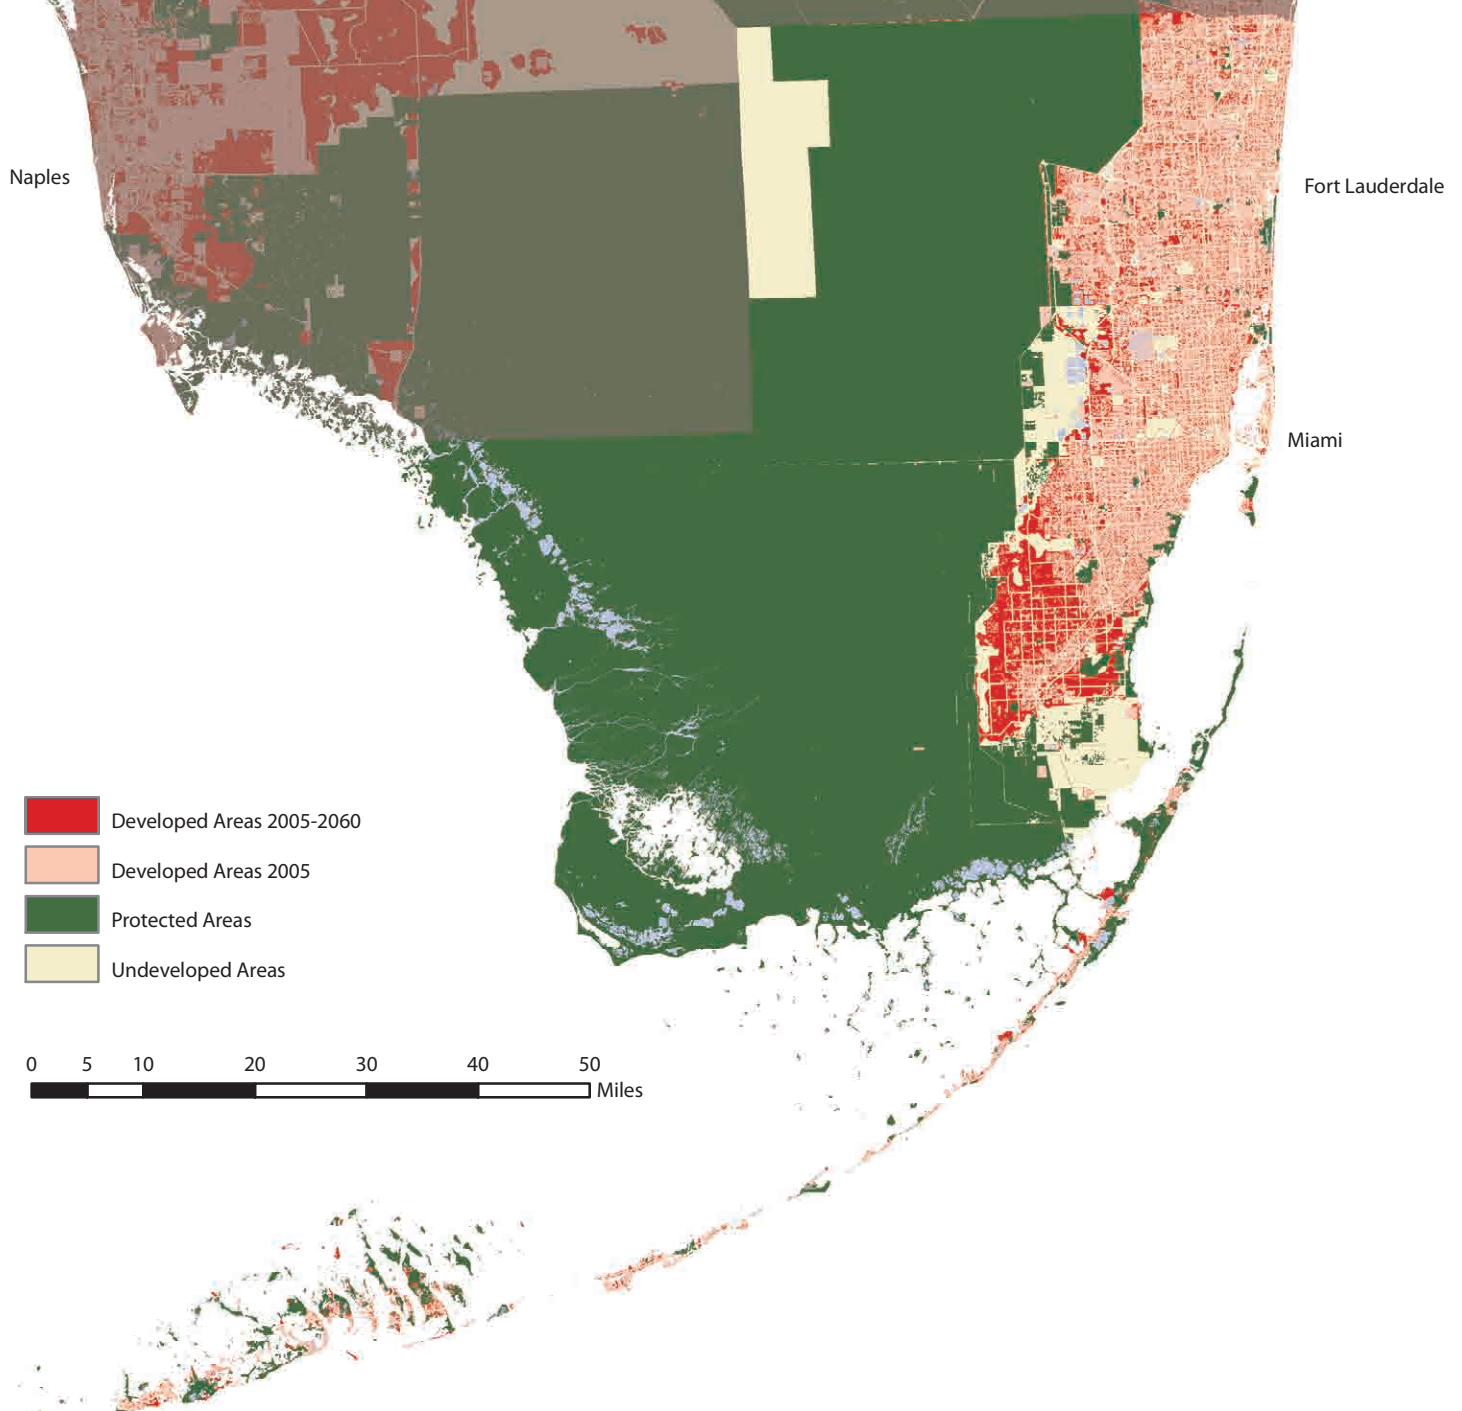 Naples
Fort Lauderdale
Miami
Developed Areas 2005-2060
Developed Areas 2005
Protected Areas
Undeveloped Areas
0 5 10 20 30 40 50
Miles